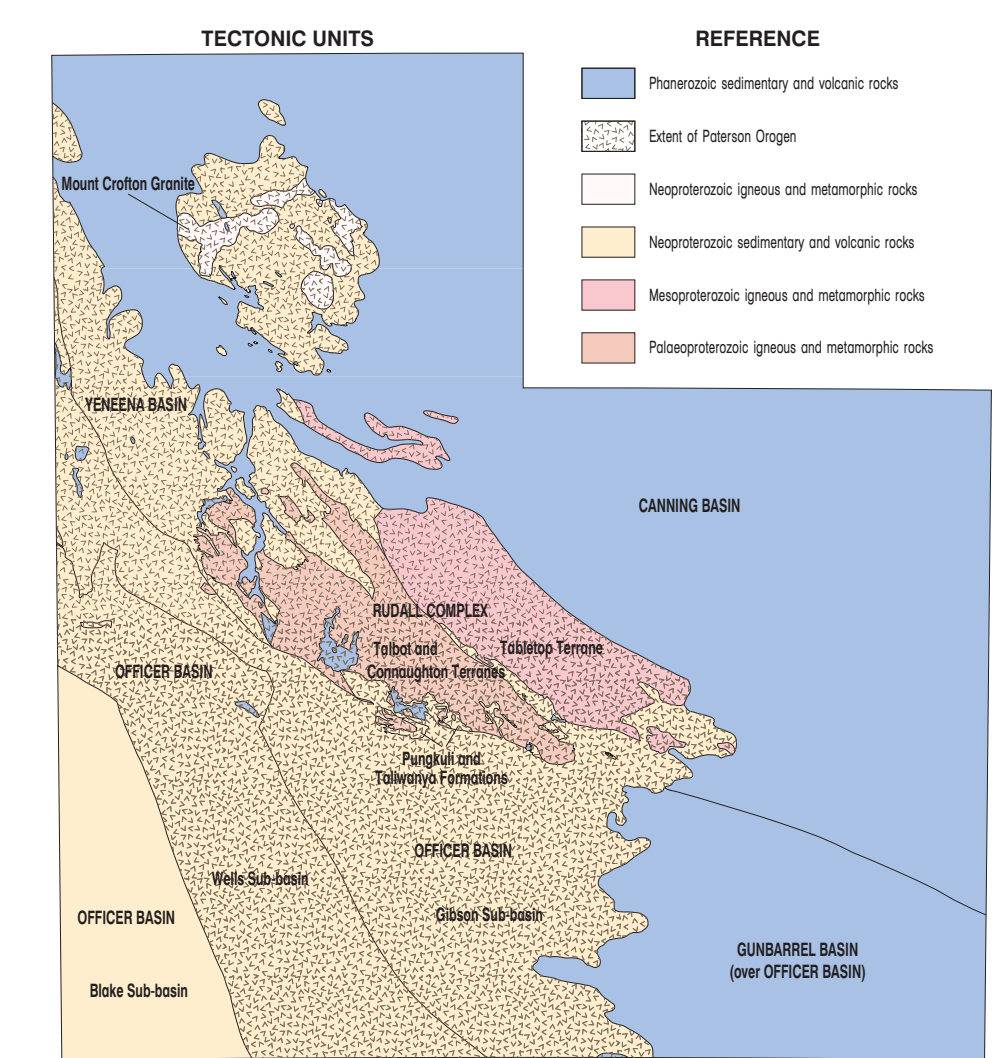 TECTONIC UNITS
REFERENCE
Phanerozoic sedimentary and volcanic rocks
Extent of Paterson Orogen
Neoproterozoic igneous and metamorphic rocks
Neoproterozoic sedimentary and volcanic rocks
Mesoproterozoic igneous and metamorphic rocks
Palaeoproterozoic igneous and metamorphic rocks
Mount Crofton Granite
YENEENA BASIN
CANNING BASIN
RUDALL COMPLEX
Talbot and
Connaughton Terranes
Tabletop Terrane
OFFICER BASIN
Pungkuli and
Taliwanya Formations
OFFICER BASIN
Wells Sub-basin
Gibson Sub-basin
OFFICER BASIN
Blake Sub-basin
GUNBARREL BASIN
(over OFFICER BASIN)